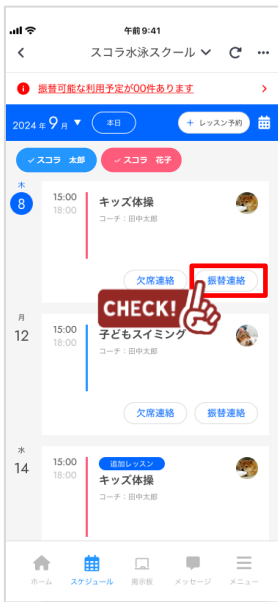 午前9:41
スコラ水泳スクール
振替可能な利用予定が00件あります
2024年9月▼ 本日 + レッスン予約
スコラ 太郎 スコラ 花子
木
8
15:00
18:00
キッズ体操
コーチ：田中太郎
欠席連絡 振替連絡
CHECK!
月
12
15:00
18:00
子どもスイミング
コーチ：田中太郎
欠席連絡 振替連絡
水
14
15:00
18:00
追加レッスン
キッズ体操
コーチ：田中太郎
ホーム スケジュール 掲示板 メッセージ メニュー